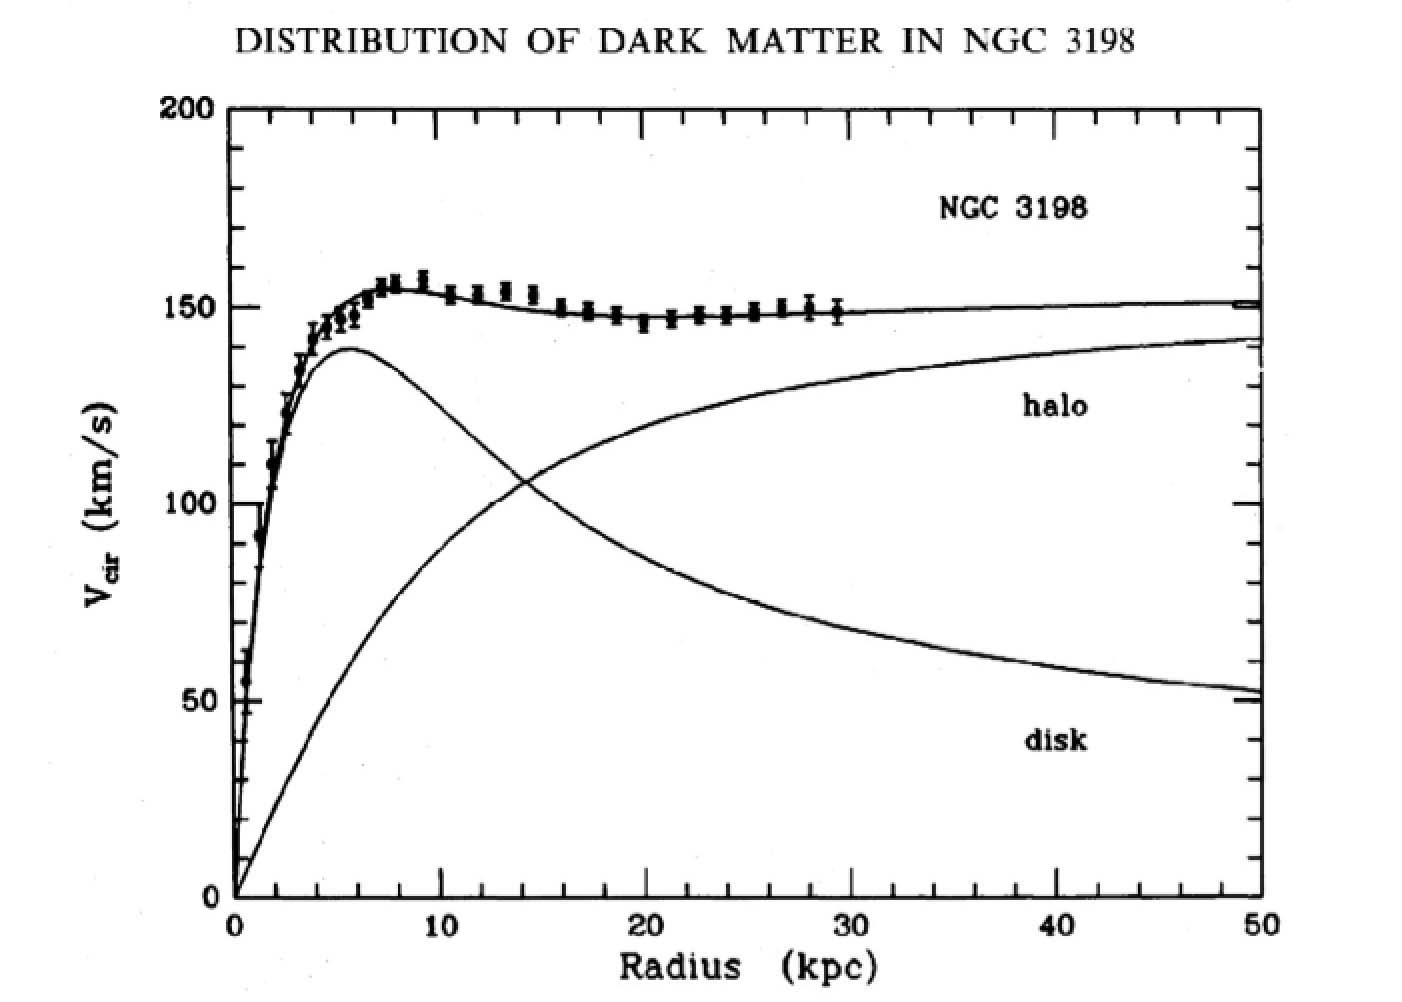 DISTRIBUTION OF DARK MATTER IN NGC 3198
200
NGC 3198
150
halo
100
V_cir (km/s)
50
disk
0
0 10 20 30 40 50
Radius (kpc)